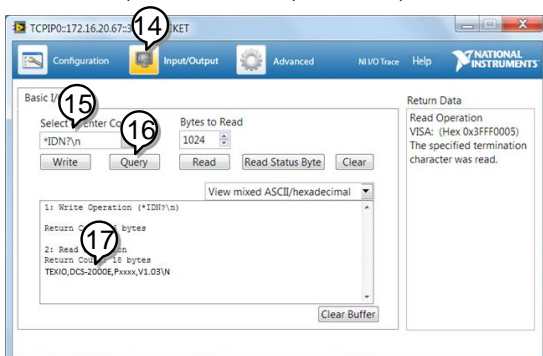 TCPIP0::172.16.20.67::3 KET
14
Configuration Input/Output Advanced NI I/O Trace Help NATIONAL INSTRUMENTS
Basic I/
15
Select Enter Co
16
Bytes to Read
*IDN?\n
1024
Write Query Read Read Status Byte Clear
View mixed ASCII/hexadecimal
1: Write Operation (*IDN?\n)
Return C bytes
17
2: Read on
Return Cou 18 bytes
TEXIO,DCS-2000E,Pxxxx,V1.03\N
Clear Buffer
Return Data
Read Operation
VISA: (Hex 0x3FFF0005)
The specified termination
character was read.